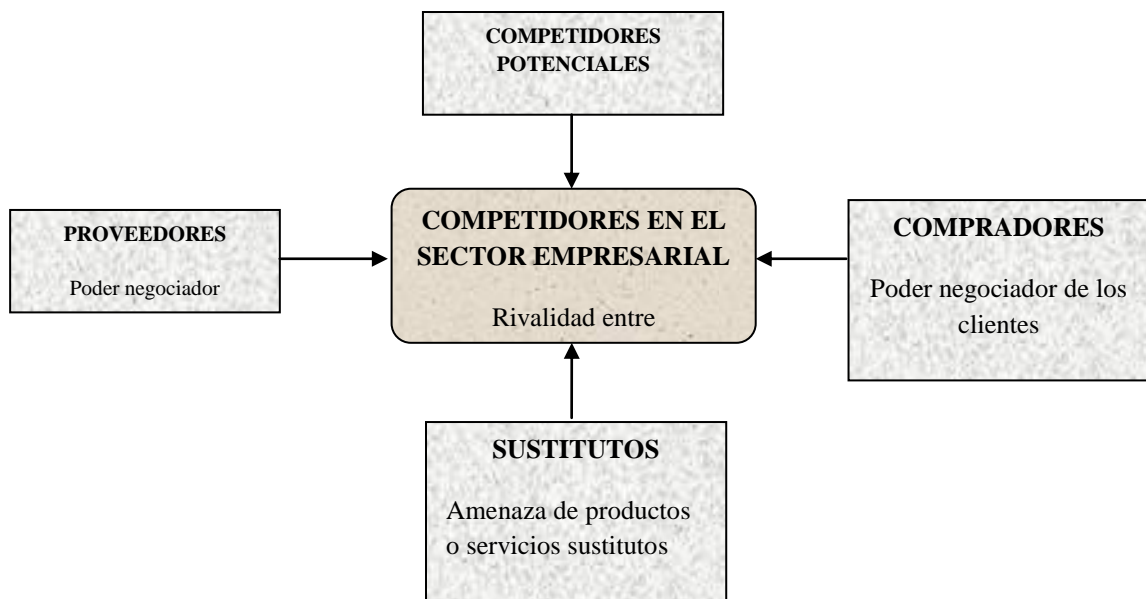 COMPETIDORES
POTENCIALES
PROVEEDORES
Poder negociador
COMPETIDORES EN EL
SECTOR EMPRESARIAL
Rivalidad entre
COMPRADORES
Poder negociador de los
clientes
SUSTITUTOS
Amenaza de productos
o servicios sustitutos